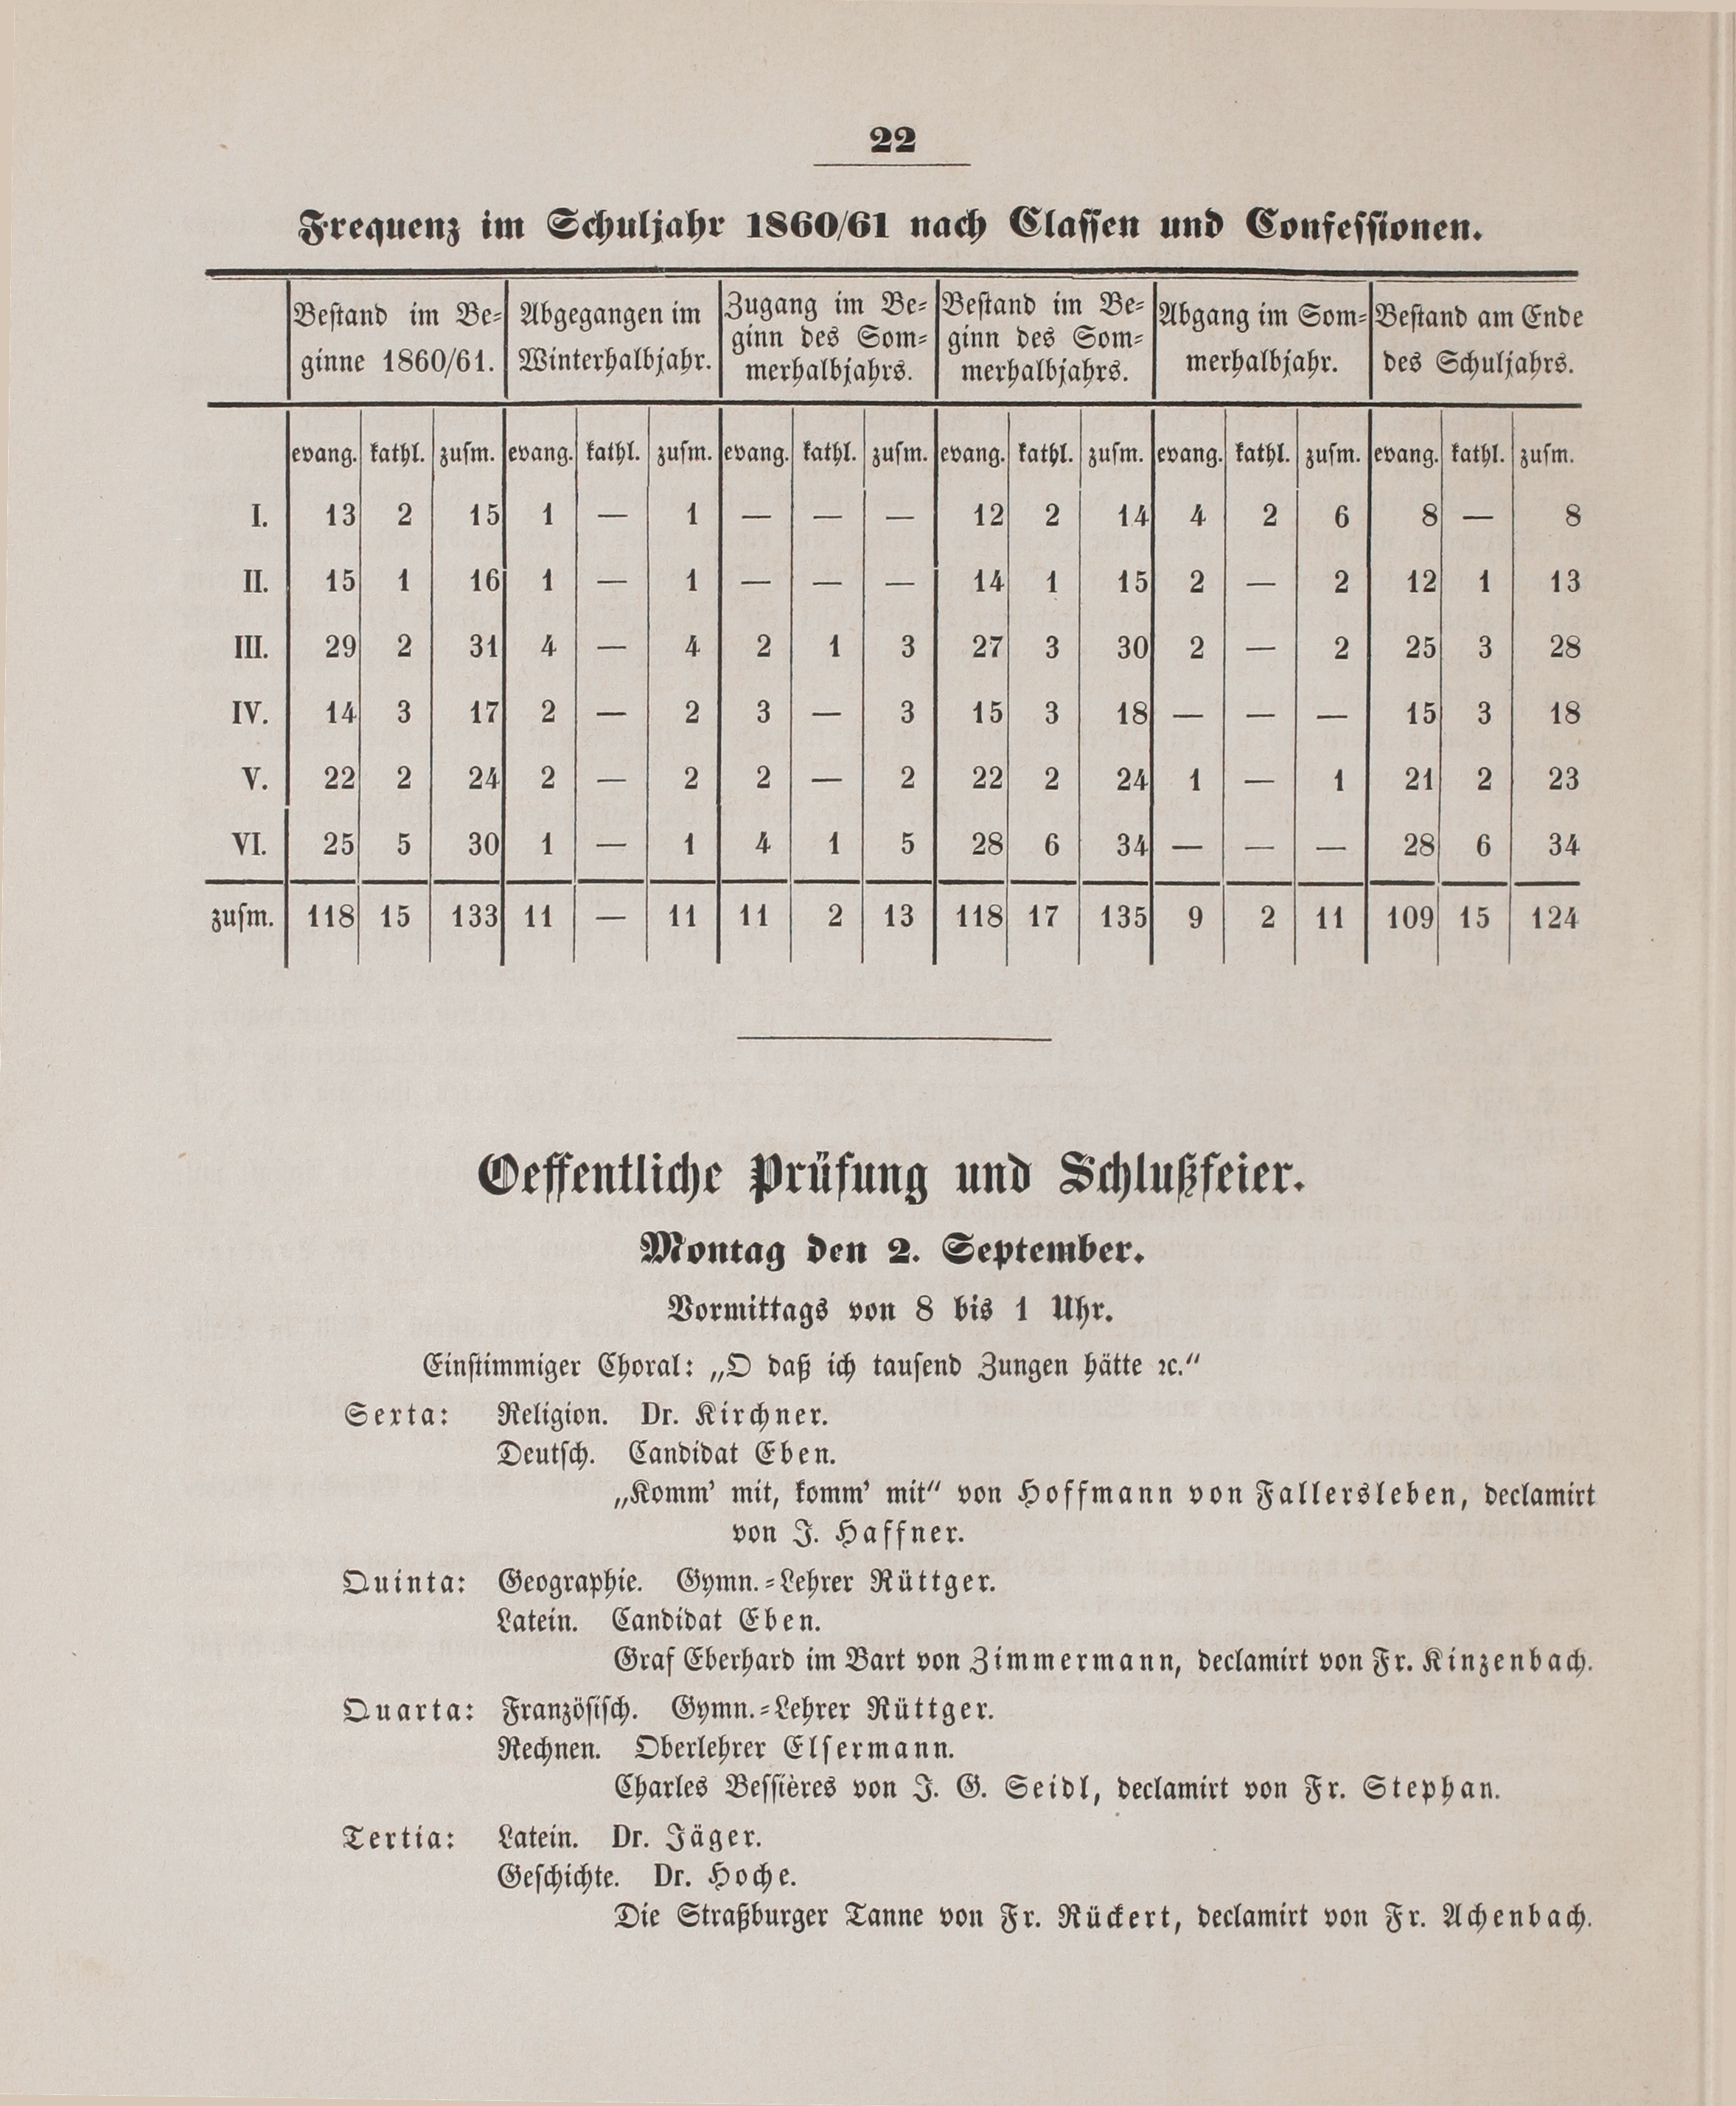 22
Frequenz im Schuljahr 1860/61 nach Classen und Confessionen.
Bestand im Be- Abgegangen im Zugang im Be- Bestand im Be- Abgang im Som- Bestand am Ende
ginne 1860/61. Winterhalbjahr. ginn des Som- ginn des Som- merhalbjahr. des Schuljahrs.
merhalbjahrs. merhalbjahrs.
evang. kathl. zusm. evang. kathl. zusm. evang. kathl. zusm. evang. kathl. zusm. evang. kathl. zusm. evang. kathl. zusm.
I. 13 2 15 1 — 1 — — — 12 2 14 4 2 6 8 — 8
II. 15 1 16 1 — 1 — — — 14 1 15 2 — 2 12 1 13
III. 29 2 31 4 — 4 2 1 3 27 3 30 2 — 2 25 3 28
IV. 14 3 17 2 — 2 3 — 3 15 3 18 — — — 15 3 18
V. 22 2 24 2 — 2 2 — 2 22 2 24 1 — 1 21 2 23
VI. 25 5 30 1 — 1 4 1 5 28 6 34 — — — 28 6 34
zusm. 118 15 133 11 — 11 11 2 13 118 17 135 9 2 11 109 15 124
Oeffentliche Prüfung und Schlußfeier.
Montag den 2. September.
Vormittags von 8 bis 1 Uhr.
Einstimmiger Choral: „O daß ich tausend Zungen hätte ꝛc.“
Sexta: Religion. Dr. Kirchner.
Deutsch. Candidat Eben.
„Komm' mit, komm' mit“ von Hoffmann von Fallersleben, declamirt
von J. Haffner.
Quinta: Geographie. Gymn.-Lehrer Rüttger.
Latein. Candidat Eben.
Graf Eberhard im Bart von Zimmermann, declamirt von Fr. Kinzenbach.
Quarta: Französisch. Gymn.-Lehrer Rüttger.
Rechnen. Oberlehrer Elsermann.
Charles Bessières von J. G. Seidl, declamirt von Fr. Stephan.
Tertia: Latein. Dr. Jäger.
Geschichte. Dr. Hoche.
Die Straßburger Tanne von Fr. Rückert, declamirt von Fr. Achenbach.